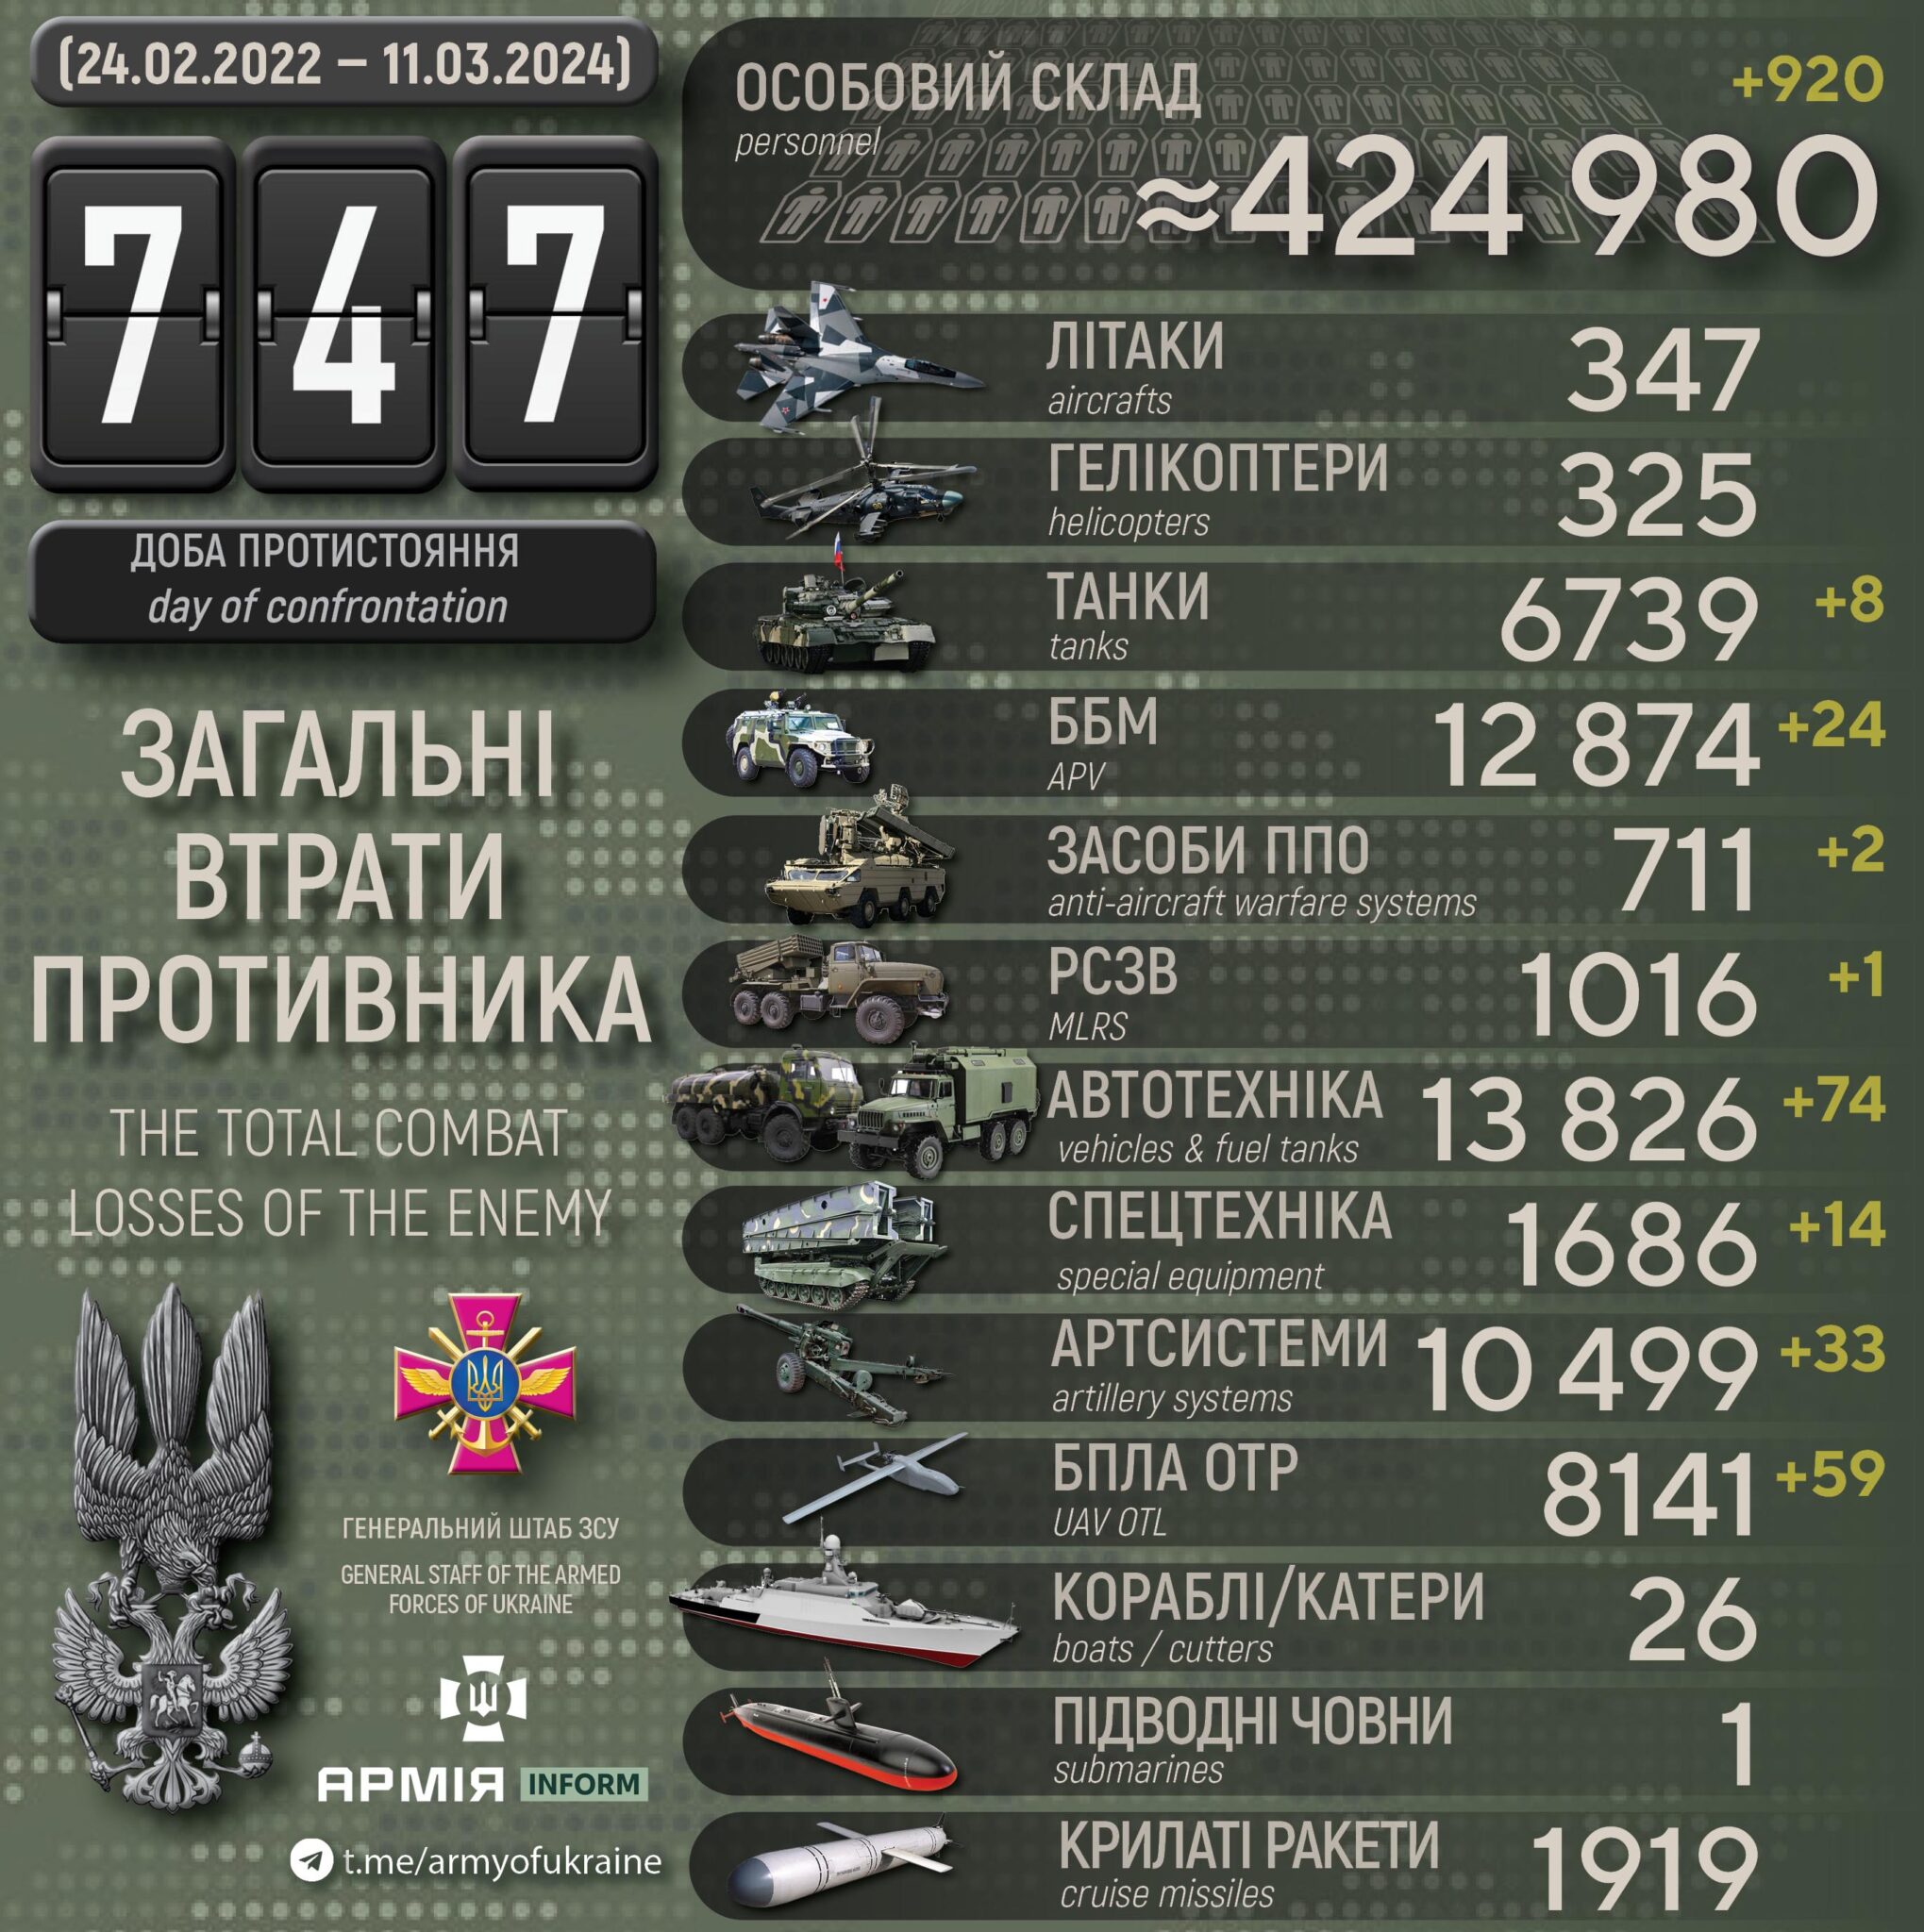 (24.02.2022 – 11.03.2024)
747
ДОБА ПРОТИСТОЯННЯ
day of confrontation
ЗАГАЛЬНІ
ВТРАТИ
ПРОТИВНИКА
THE TOTAL COMBAT
LOSSES OF THE ENEMY
ГЕНЕРАЛЬНИЙ ШТАБ ЗСУ
GENERAL STAFF OF THE ARMED
FORCES OF UKRAINE
АРМІЯ INFORM
t.me/armyofukraine
ОСОБОВИЙ СКЛАД +920
personnel
≈424 980
ЛІТАКИ 347
aircrafts
ГЕЛІКОПТЕРИ 325
helicopters
ТАНКИ 6739 +8
tanks
ББМ 12 874 +24
APV
ЗАСОБИ ППО 711 +2
anti-aircraft warfare systems
РСЗВ 1016 +1
MLRS
АВТОТЕХНІКА 13 826 +74
vehicles & fuel tanks
СПЕЦТЕХНІКА 1686 +14
special equipment
АРТСИСТЕМИ 10 499 +33
artillery systems
БПЛА ОТР 8141 +59
UAV OTL
КОРАБЛІ/КАТЕРИ 26
boats / cutters
ПІДВОДНІ ЧОВНИ 1
submarines
КРИЛАТІ РАКЕТИ 1919
cruise missiles